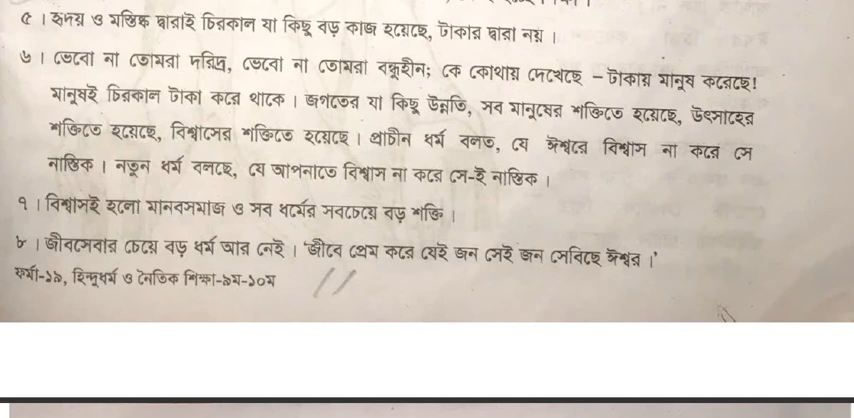 ৫। হৃদয় ও মস্তিষ্ক দ্বারাই চিরকাল যা কিছু বড় কাজ হয়েছে, টাকার দ্বারা নয়।
৬। ভেবো না তোমরা দরিদ্র, ভেবো না তোমরা বন্ধুহীন; কে কোথায় দেখেছে – টাকায় মানুষ করেছে!
মানুষই চিরকাল টাকা করে থাকে। জগতের যা কিছু উন্নতি, সব মানুষের শক্তিতে হয়েছে, উৎসাহের
শক্তিতে হয়েছে, বিশ্বাসের শক্তিতে হয়েছে। প্রাচীন ধর্ম বলত, যে ঈশ্বরে বিশ্বাস না করে সে
নাস্তিক। নতুন ধর্ম বলছে, যে আপনাতে বিশ্বাস না করে সে-ই নাস্তিক।
৭। বিশ্বাসই হলো মানবসমাজ ও সব ধর্মের সবচেয়ে বড় শক্তি।
৮। জীবসেবার চেয়ে বড় ধর্ম আর নেই। 'জীবে প্রেম করে যেই জন সেই জন সেবিছে ঈশ্বর।'
ফর্মা-১৯, হিন্দুধর্ম ও নৈতিক শিক্ষা-৯ম-১০ম